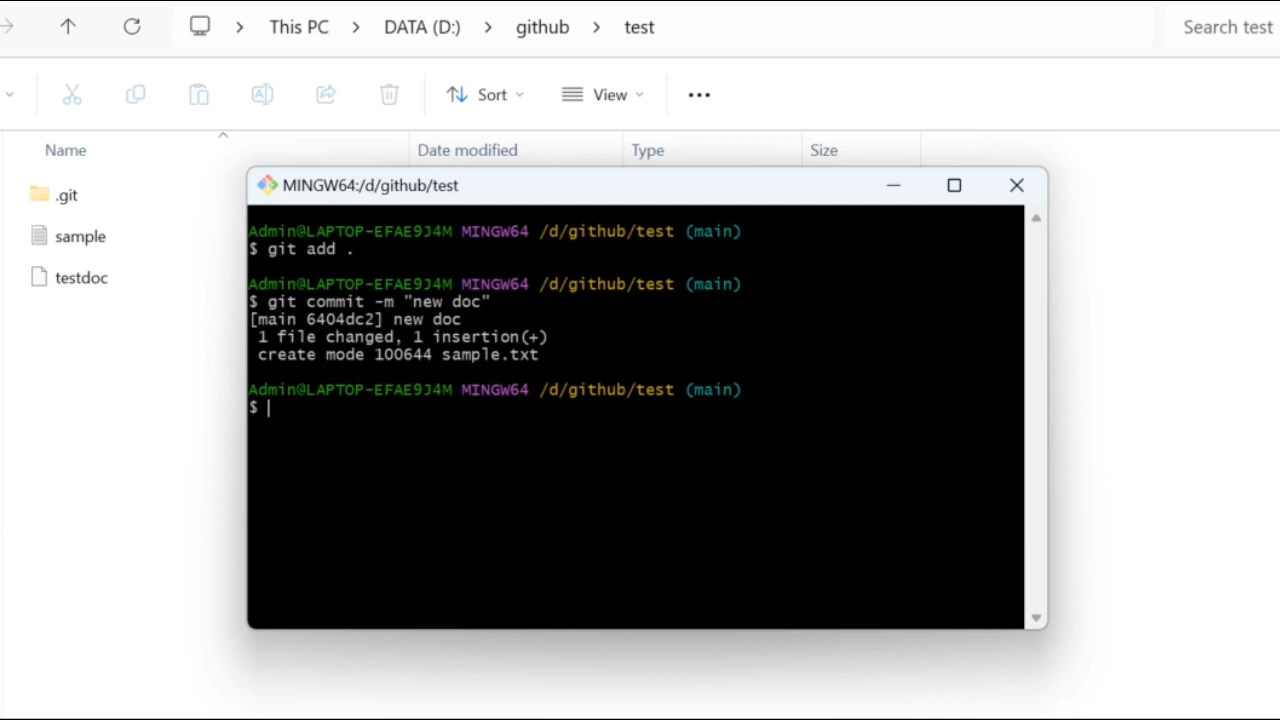 This PC > DATA (D:) > github > test
Search test
Sort
View
Name
Date modified
Type
Size
.git
sample
testdoc
MINGW64:/d/github/test
Admin@LAPTOP-EFAE9J4M MINGW64 /d/github/test (main)
$ git add .
Admin@LAPTOP-EFAE9J4M MINGW64 /d/github/test (main)
$ git commit -m "new doc"
[main 6404dc2] new doc
1 file changed, 1 insertion(+)
create mode 100644 sample.txt
Admin@LAPTOP-EFAE9J4M MINGW64 /d/github/test (main)
$